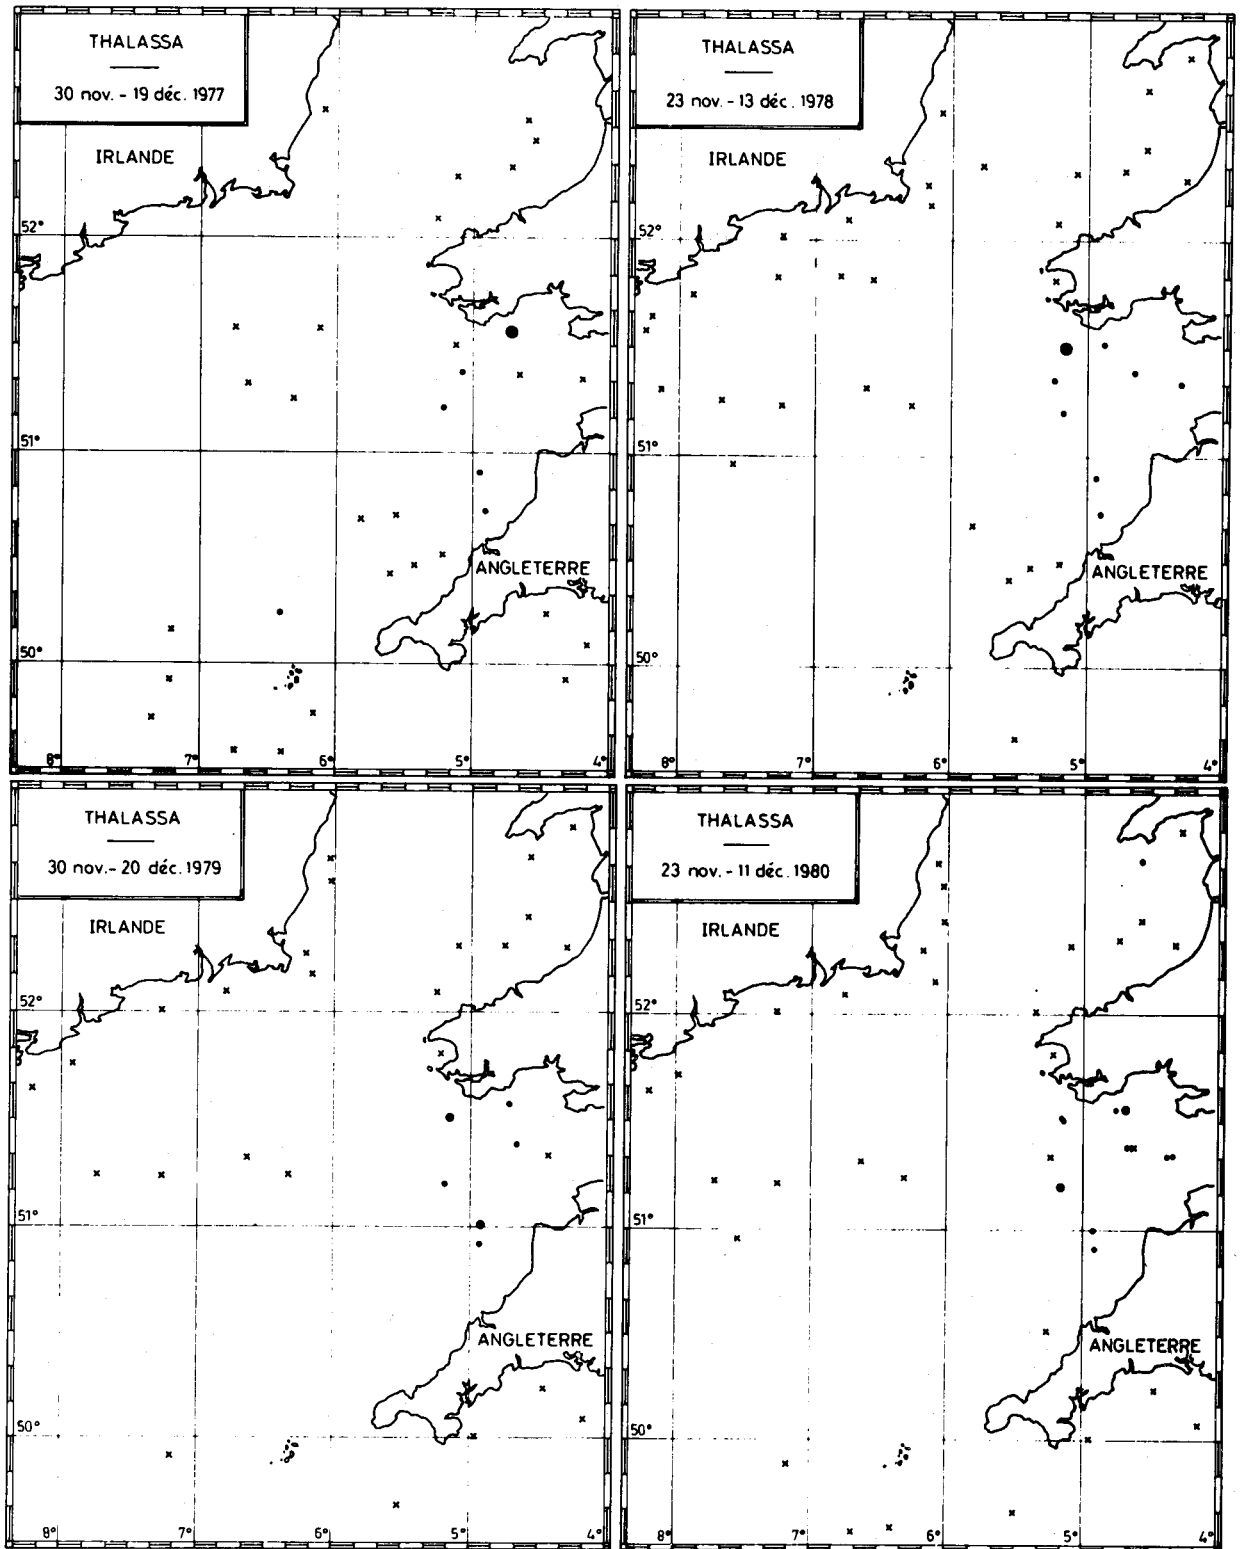 THALASSA
30 nov. - 19 déc. 1977
IRLANDE
52°
51°
ANGLETERRE
50°
8° 7° 6° 5° 4°
THALASSA
23 nov. - 13 déc. 1978
IRLANDE
52°
51°
ANGLETERRE
50°
8° 7° 6° 5° 4°
THALASSA
30 nov. - 20 déc. 1979
IRLANDE
52°
51°
ANGLETERRE
50°
8° 7° 6° 5° 4°
THALASSA
23 nov. - 11 déc. 1980
IRLANDE
52°
51°
ANGLETERRE
50°
8° 7° 6° 5° 4°